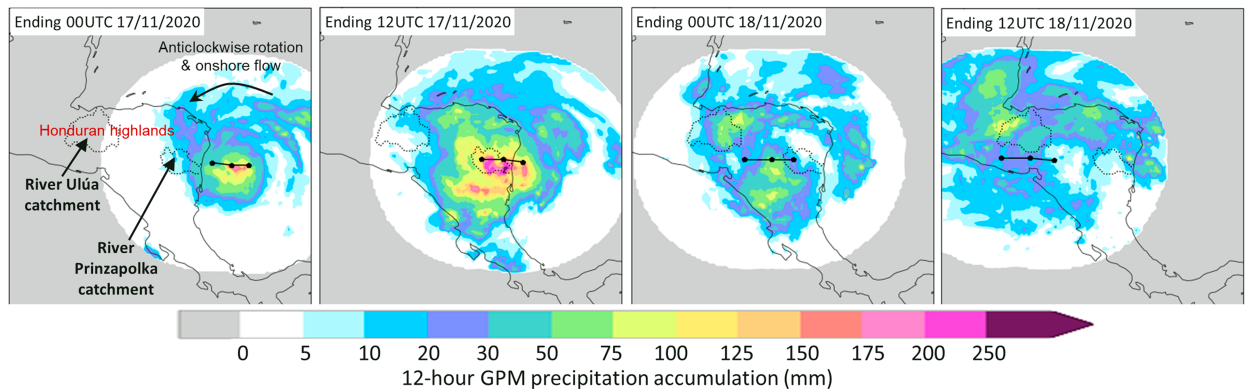 Ending 00UTC 17/11/2020
Ending 12UTC 17/11/2020
Ending 00UTC 18/11/2020
Ending 12UTC 18/11/2020
Anticlockwise rotation
& onshore flow
Honduran highlands
River Ulúa
catchment
River
Prinzapolka
catchment
0 5 10 20 30 50 75 100 125 150 175 200 250
12-hour GPM precipitation accumulation (mm)